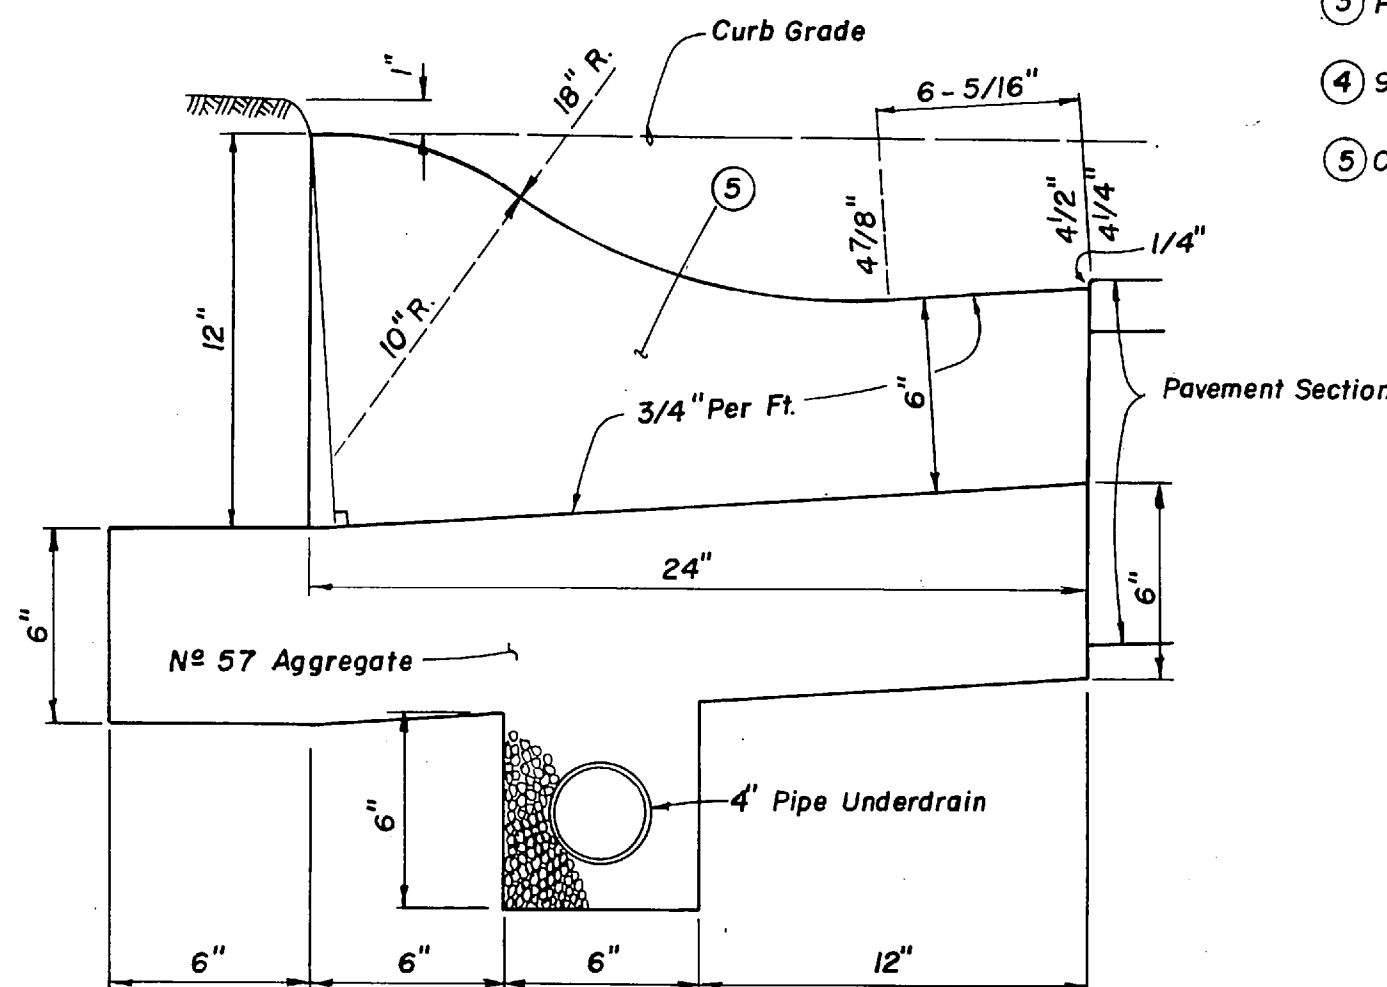 ③ P
Curb Grade
1"
18" R.
6-5/16"
④ 9
⑤
⑤
4 7/8"
4 1/2"
4 1/4"
1/4"
12"
10" R.
6"
3/4" Per Ft.
Pavement Section
24"
6"
6"
Nº 57 Aggregate
6"
4" Pipe Underdrain
6"
6"
6"
12"